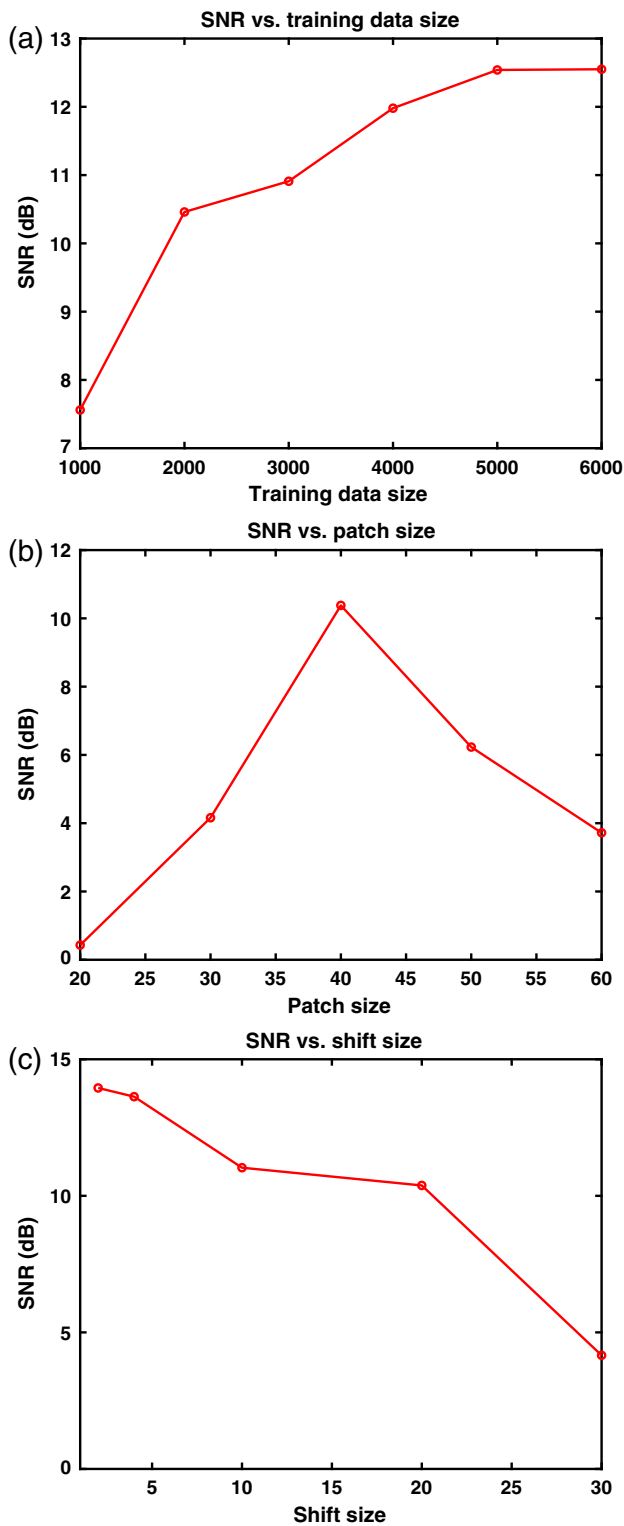 (a)
SNR vs. training data size
SNR (dB)
13
12
11
10
9
8
7
1000 2000 3000 4000 5000 6000
Training data size
(b)
SNR vs. patch size
SNR (dB)
12
10
8
6
4
2
0
20 25 30 35 40 45 50 55 60
Patch size
(c)
SNR vs. shift size
SNR (dB)
15
10
5
0
5 10 15 20 25 30
Shift size